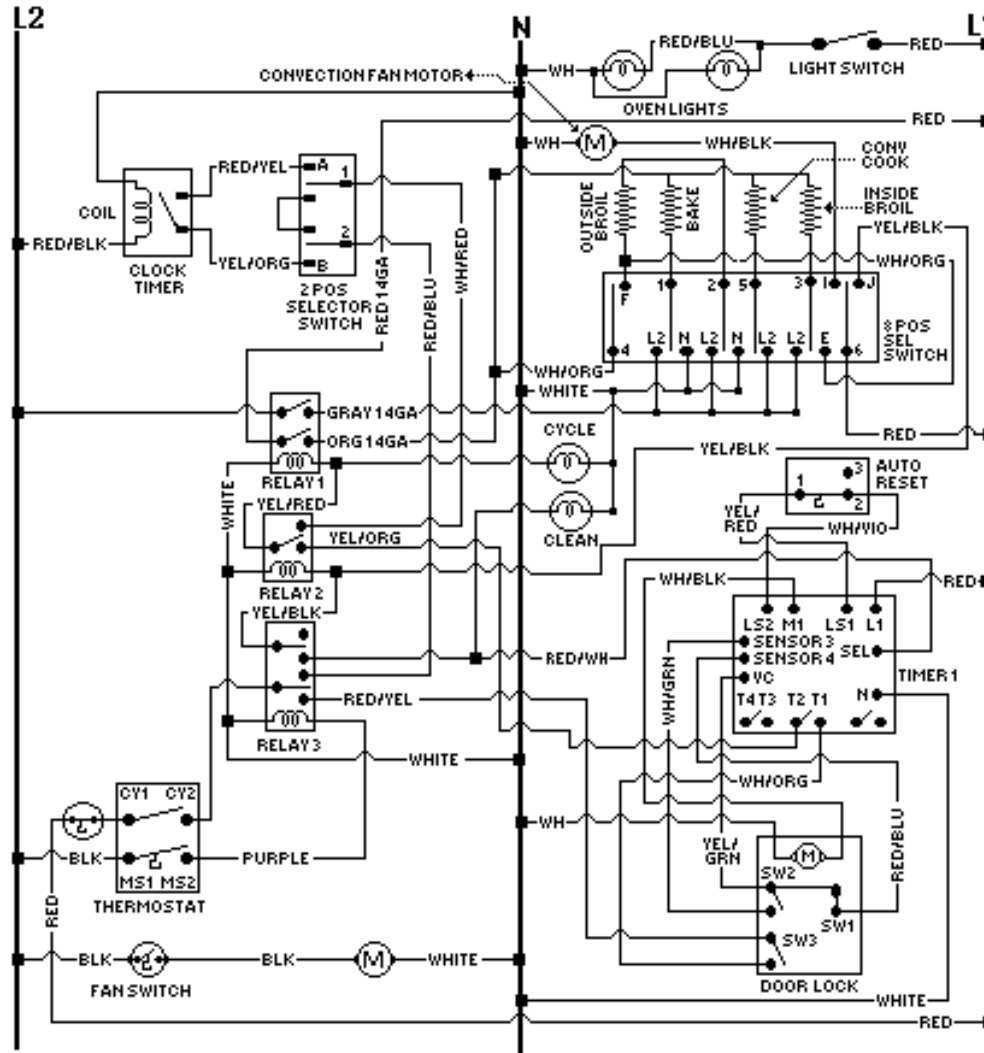 L2
N
L1
CONVECTION FAN MOTOR
WH
RED/BLU
RED
LIGHT SWITCH
OVEN LIGHTS
RED
WH
M
WH/BLK
CONV
COOK
RED/YEL
A
1
COIL
2
B
RED/BLK
YEL/ORG
CLOCK
TIMER
2 POS
SELECTOR
SWITCH
RED 14GA
RED/BLU
WH/RED
OUTSIDE
BROIL
BAKE
INSIDE
BROIL
YEL/BLK
WH/ORG
F
1
2
5
3
I
J
8 POS
SEL
SWITCH
4
L2
N
L2
N
L2
L2
E
6
WH/ORG
WHITE
GRAY 14GA
ORG 14GA
RED
CYCLE
YEL/BLK
RELAY 1
WHITE
YEL/RED
YEL/ORG
CLEAN
3
AUTO
RESET
1
2
YEL/
RED
WH/VIO
RELAY 2
YEL/BLK
WH/BLK
RED
LS2
M1
LS1
L1
SENSOR 3
SENSOR 4
SEL
VC
TIMER 1
T4
T3
T2
T1
N
RED/WH
WH/GRN
RED/YEL
RELAY 3
WHITE
WH/ORG
CY1
CY2
WH
BLK
PURPLE
YEL/
GRN
M
RED/BLU
MS1
MS2
THERMOSTAT
RED
SW2
SW1
SW3
BLK
BLK
M
WHITE
FAN SWITCH
DOOR LOCK
WHITE
RED